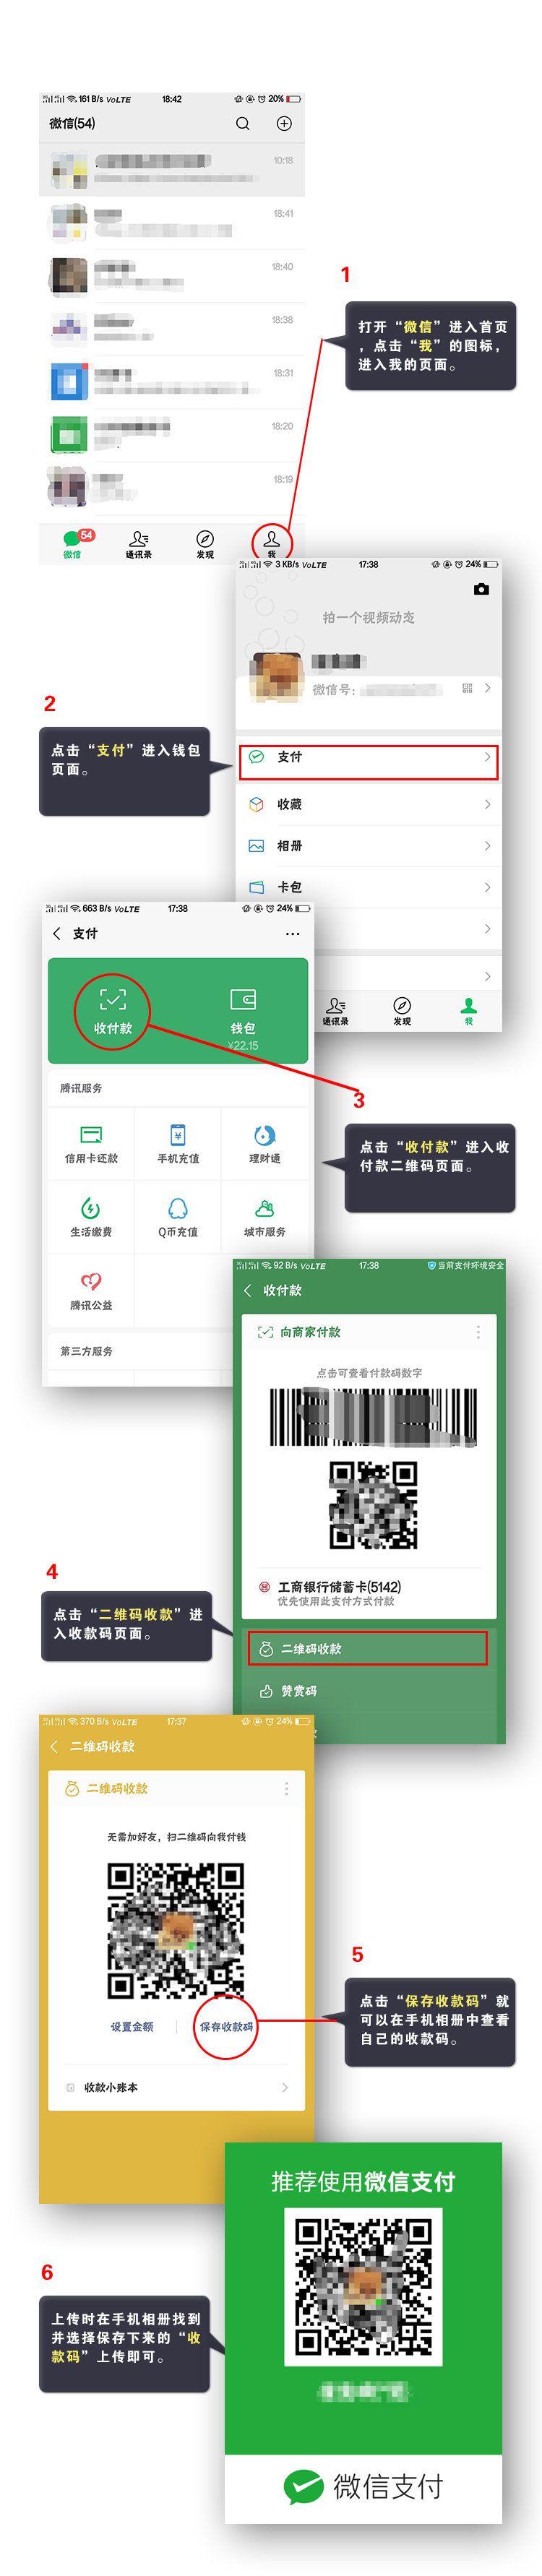 161 B/s VoLTE 18:42 20%
微信(54)
10:18
18:41
18:40
18:38
18:31
18:20
18:19
54
微信 通讯录 发现 我
1
打开“微信”进入首页
，点击“我”的图标，
进入我的页面。
3 KB/s VoLTE 17:38 24%
拍一个视频动态
微信号:
支付
收藏
相册
卡包
通讯录 发现 我
2
点击“支付”进入钱包
页面。
663 B/s VoLTE 17:38 24%
支付
收付款 钱包
¥22.15
腾讯服务
信用卡还款 手机充值 理财通
生活缴费 Q币充值 城市服务
腾讯公益
第三方服务
3
点击“收付款”进入收
付款二维码页面。
92 B/s VoLTE 17:38 当前支付环境安全
收付款
向商家付款
点击可查看付款码数字
工商银行储蓄卡(5142)
优先使用此支付方式付款
二维码收款
赞赏码
4
点击“二维码收款”进
入收款码页面。
370 B/s VoLTE 17:37 24%
二维码收款
二维码收款
无需加好友，扫二维码向我付钱
设置金额 保存收款码
收款小账本
5
点击“保存收款码”就
可以在手机相册中查看
自己的收款码。
推荐使用微信支付
微信支付
6
上传时在手机相册找到
并选择保存下来的“收
款码”上传即可。